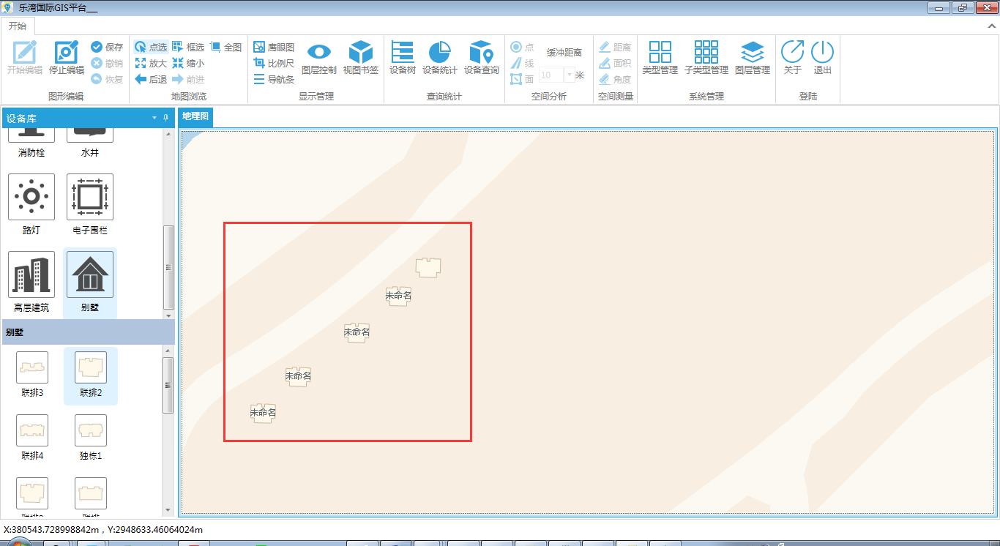 乐湾国际GIS平台__
开始
开始编辑 停止编辑 保存 撤销 恢复
图形编辑
点选 框选 全图
放大 缩小
后退 前进
地图浏览
鹰眼图
比例尺
导航条
图层控制 视图书签
显示管理
设备树 设备统计 设备查询
查询统计
点 缓冲距离
线
面 10 米
空间分析
距离
面积
角度
空间测量
类型管理 子类型管理 图层管理
系统管理
关于 退出
登陆
设备库
消防栓 水井
路灯 电子围栏
高层建筑 别墅
别墅
联排3 联排2
联排4 独栋1
地理图
未命名
未命名
未命名
未命名
X:380543.728998842m，Y:2948633.46064024m